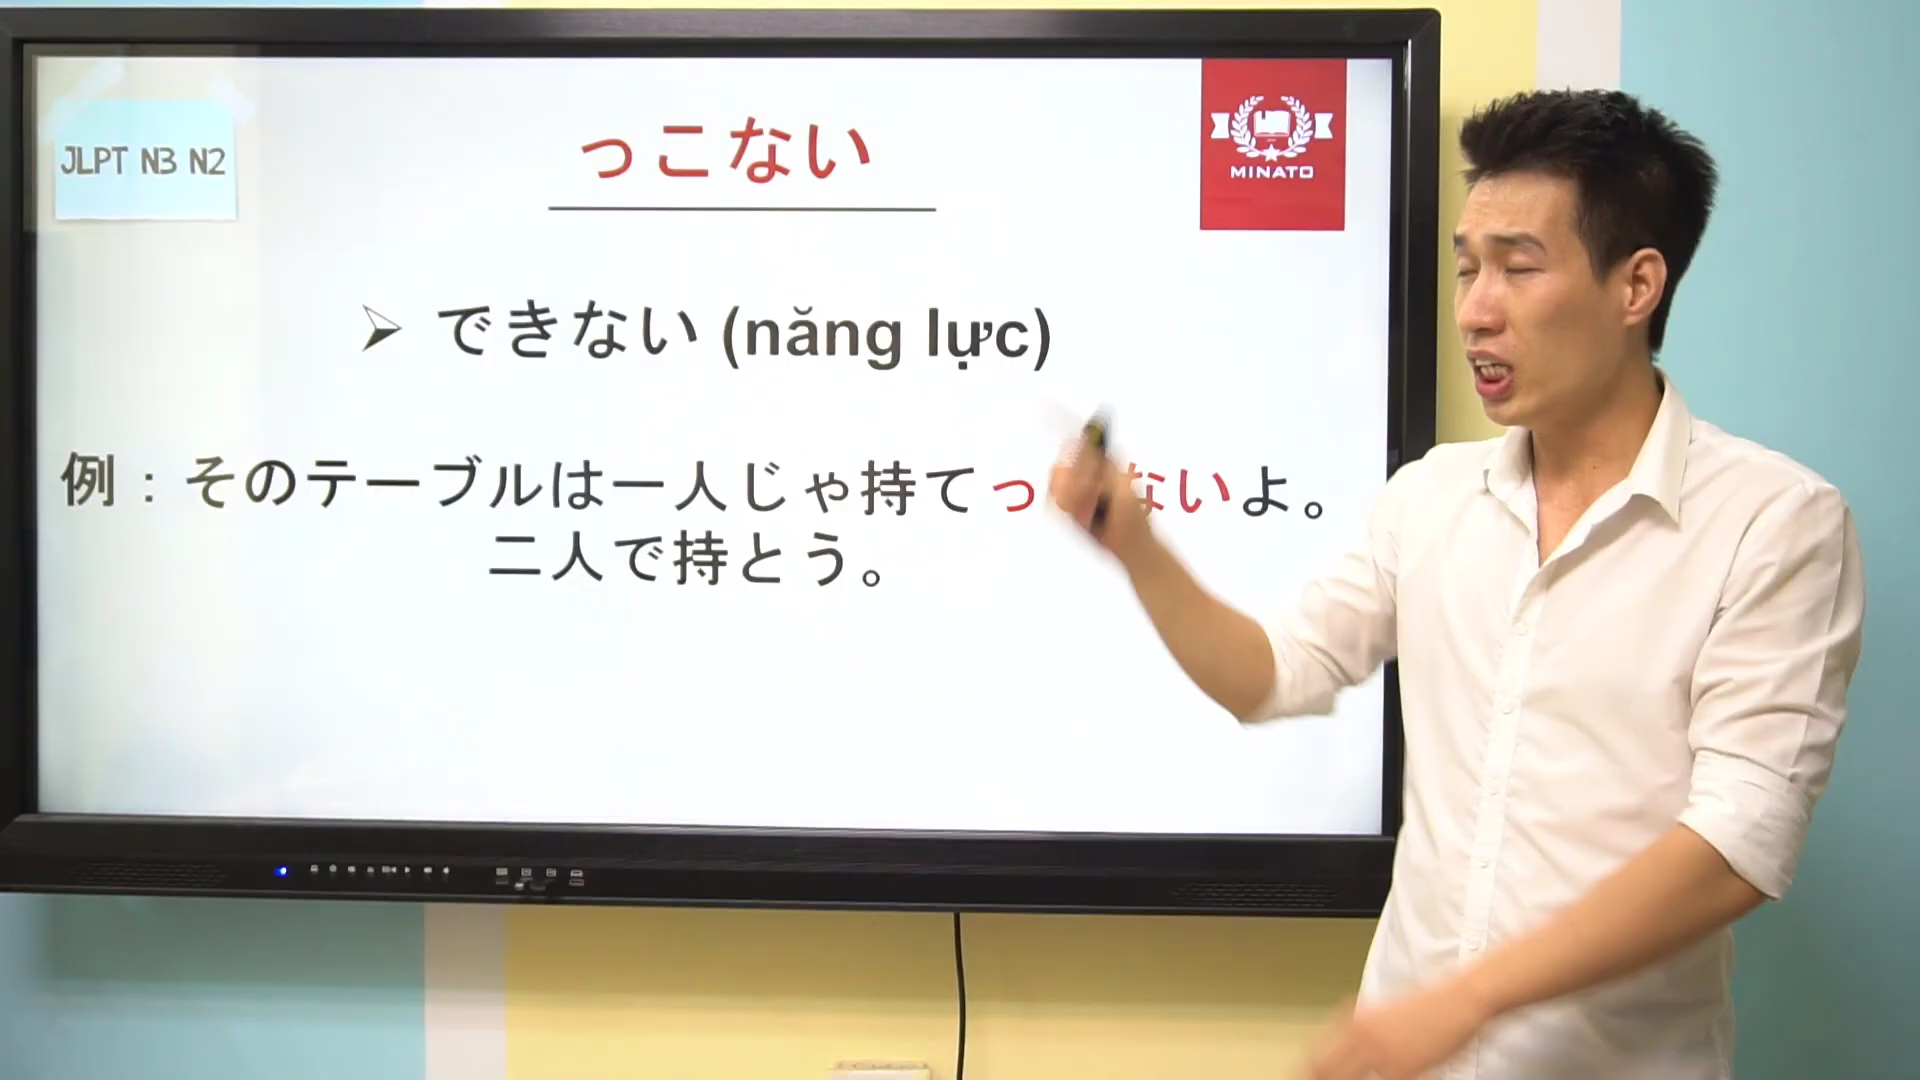 JLPT N3 N2
っこない
MINATO
➢ できない (năng lực)
例：そのテーブルは一人じゃ持てっ ないよ。
二人で持とう。